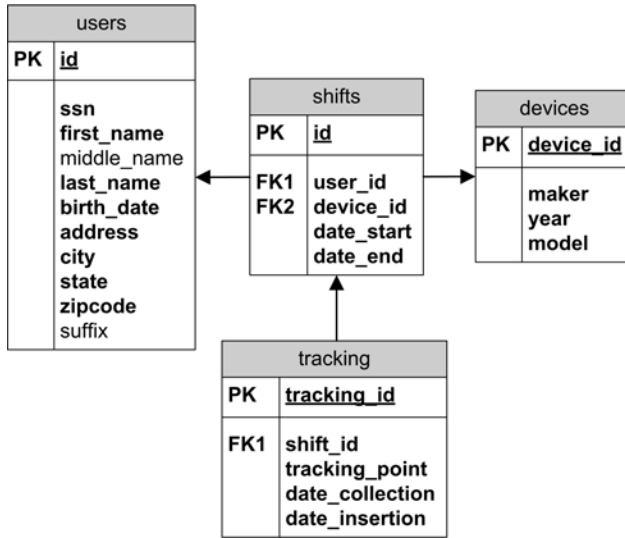 users
PK id
ssn
first_name
middle_name
last_name
birth_date
address
city
state
zipcode
suffix
shifts
PK id
FK1 user_id
FK2 device_id
date_start
date_end
devices
PK device_id
maker
year
model
tracking
PK tracking_id
FK1 shift_id
tracking_point
date_collection
date_insertion